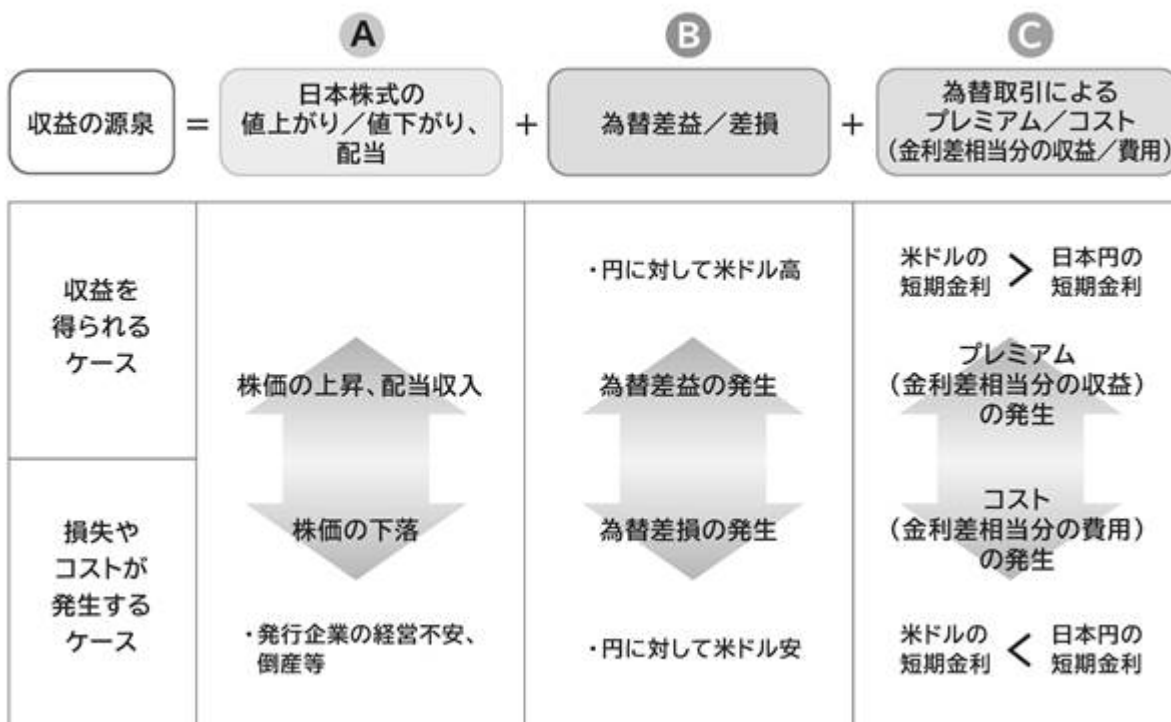 A
B
C
収益の源泉
=
日本株式の
値上がり／値下がり、
配当
+
為替差益／差損
+
為替取引による
プレミアム／コスト
(金利差相当分の収益／費用)
収益を
得られる
ケース
株価の上昇、配当収入
・円に対して米ドル高
為替差益の発生
米ドルの
短期金利
>
日本円の
短期金利
プレミアム
(金利差相当分の収益)
の発生
損失や
コストが
発生する
ケース
株価の下落
・発行企業の経営不安、
倒産等
為替差損の発生
・円に対して米ドル安
コスト
(金利差相当分の費用)
の発生
米ドルの
短期金利
<
日本円の
短期金利